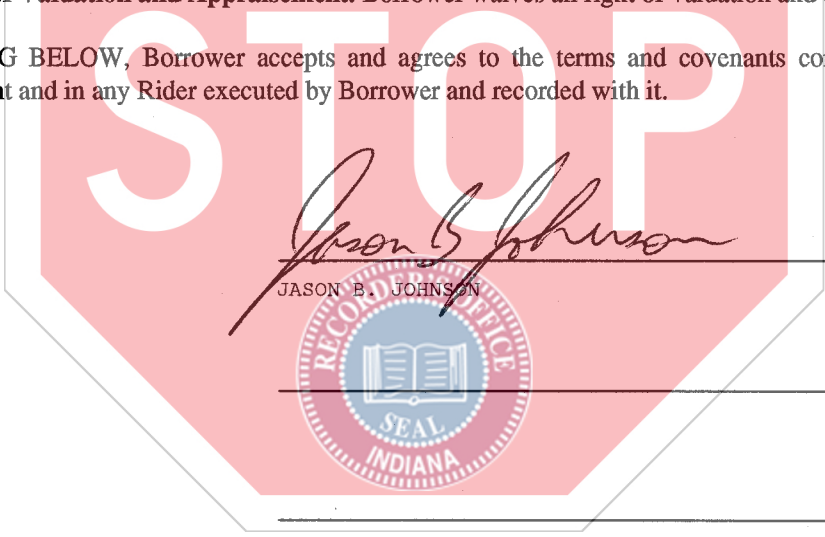 Valuation and Appraisement. Borrower waives all right of valuation and
G BELOW, Borrower accepts and agrees to the terms and covenants co
t and in any Rider executed by Borrower and recorded with it.
STOP
Jason B Johnson
JASON B. JOHNSON
RECORDER'S OFFICE
SEAL
INDIANA